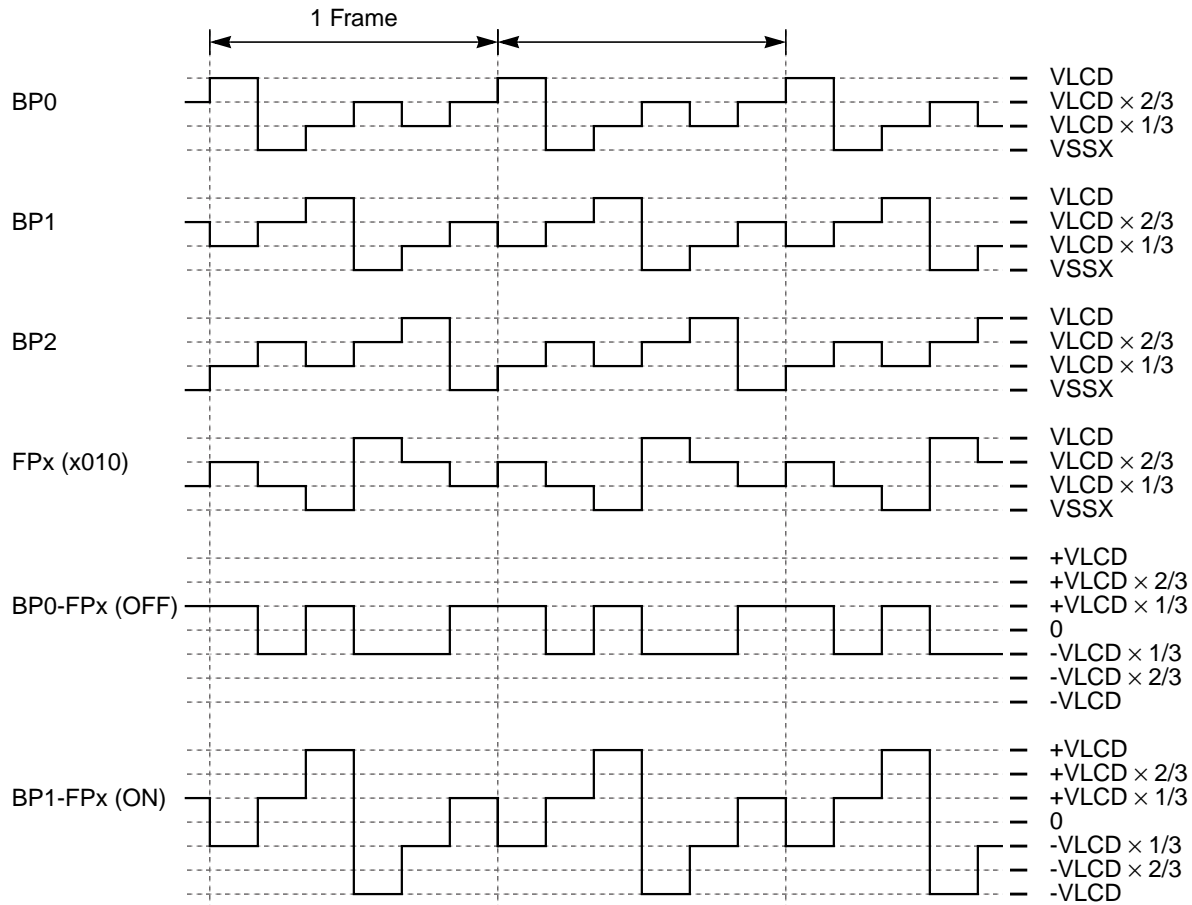 1 Frame
BP0
VLCD
VLCD × 2/3
VLCD × 1/3
VSSX
BP1
VLCD
VLCD × 2/3
VLCD × 1/3
VSSX
BP2
VLCD
VLCD × 2/3
VLCD × 1/3
VSSX
FPx (x010)
VLCD
VLCD × 2/3
VLCD × 1/3
VSSX
BP0-FPx (OFF)
+VLCD
+VLCD × 2/3
+VLCD × 1/3
0
-VLCD × 1/3
-VLCD × 2/3
-VLCD
BP1-FPx (ON)
+VLCD
+VLCD × 2/3
+VLCD × 1/3
0
-VLCD × 1/3
-VLCD × 2/3
-VLCD